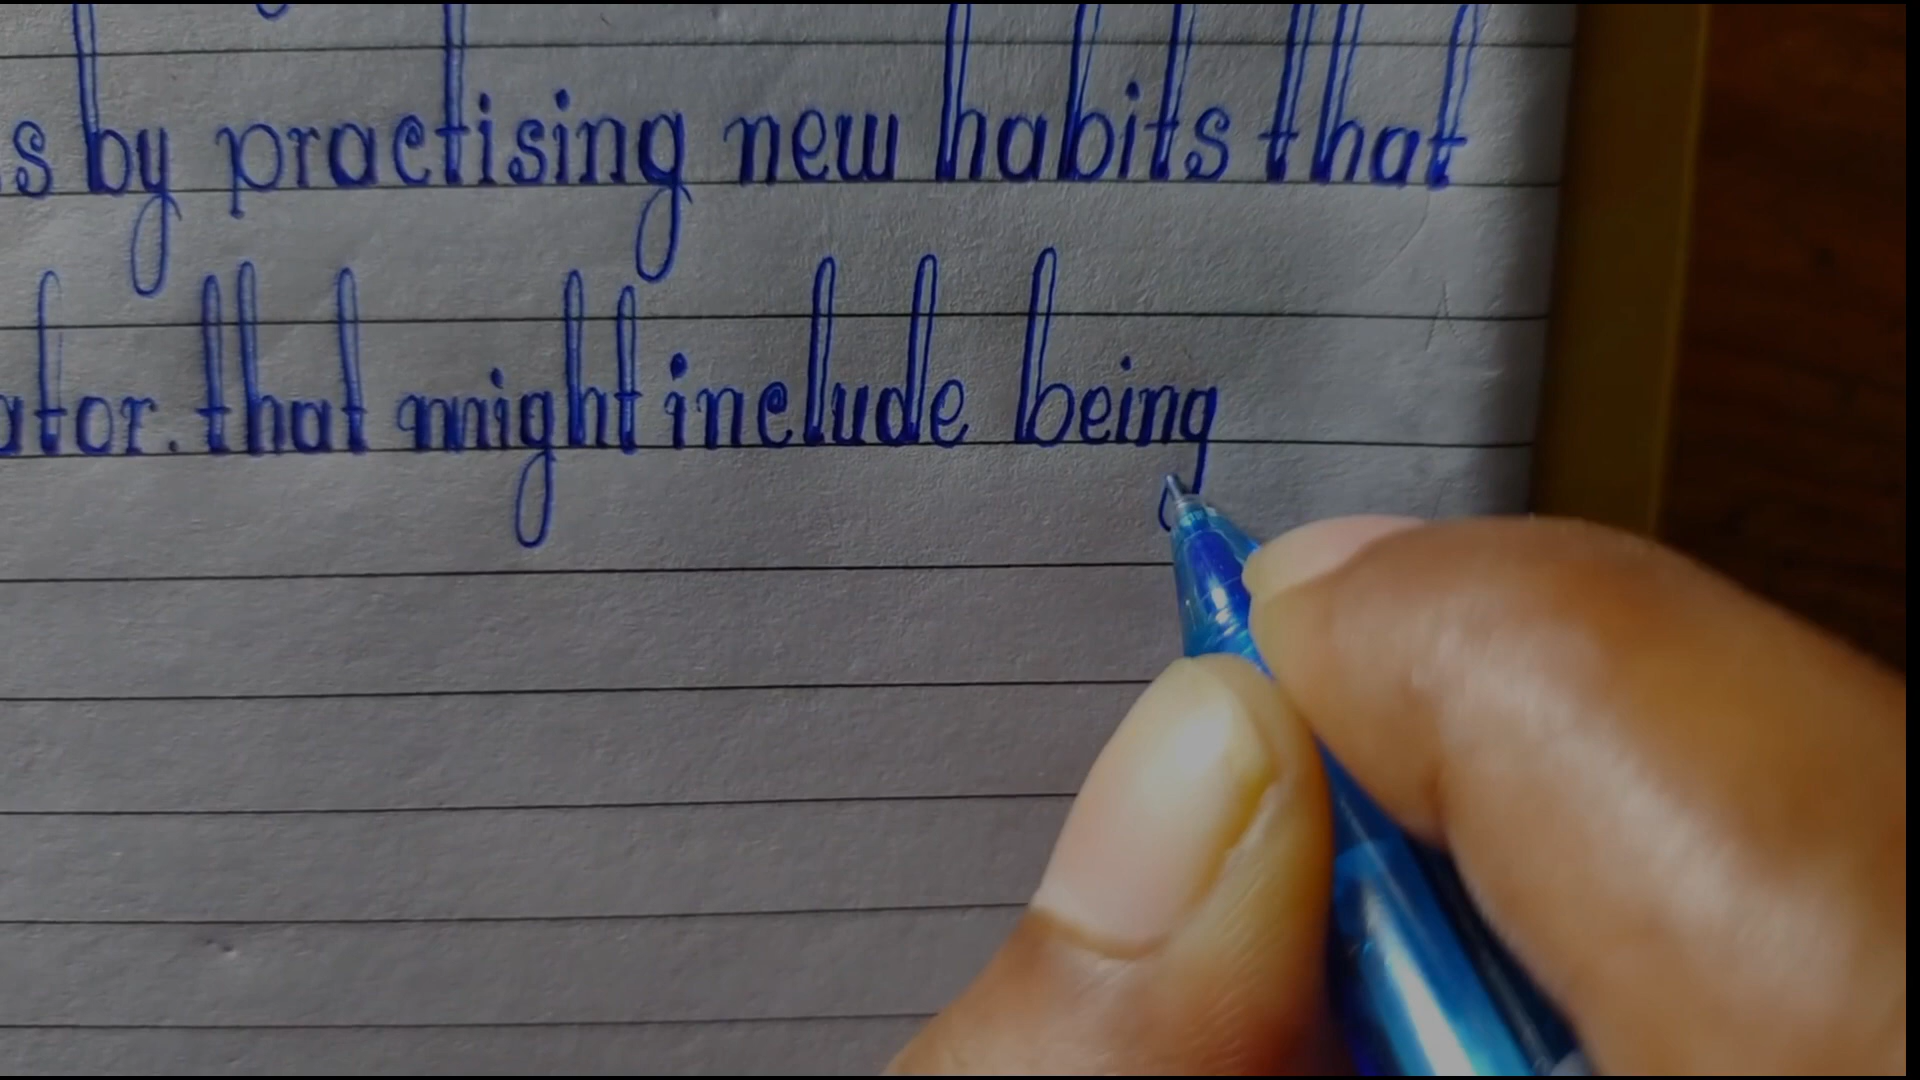 s by practising new habits that
ator. that might include being